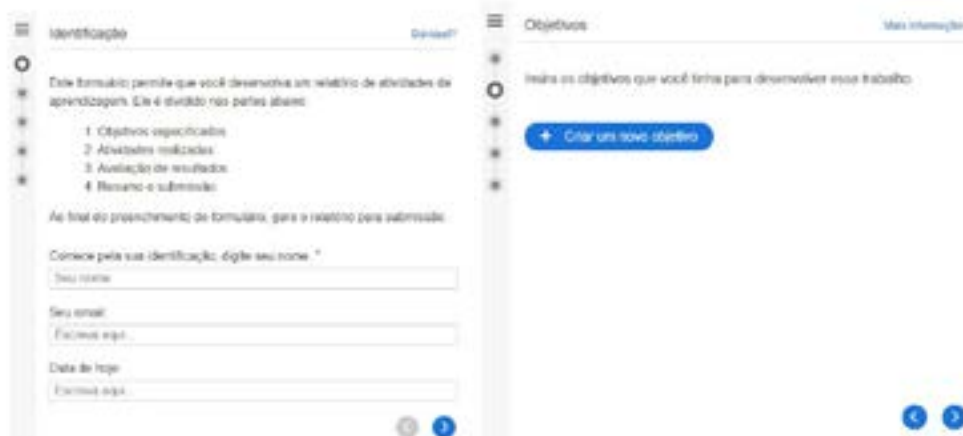 Identificação
Este formulário permite que você desenvolva um relatório de atividades de
aprendizagem. Ele é dividido nas partes abaixo:
1 Objetivos especificados
2 Atividades realizadas
3 Avaliação de resultados
4 Resumo e submissão
Ao final do preenchimento do formulário, gere o relatório para submissão.
Comece pela sua identificação, digite seu nome. *
Seu nome
Seu email:
Escreva aqui...
Data de hoje
Escreva aqui...
Objetivos
Mais informações
Insira os objetivos que você tinha para desenvolver esse trabalho.
+ Criar um novo objetivo